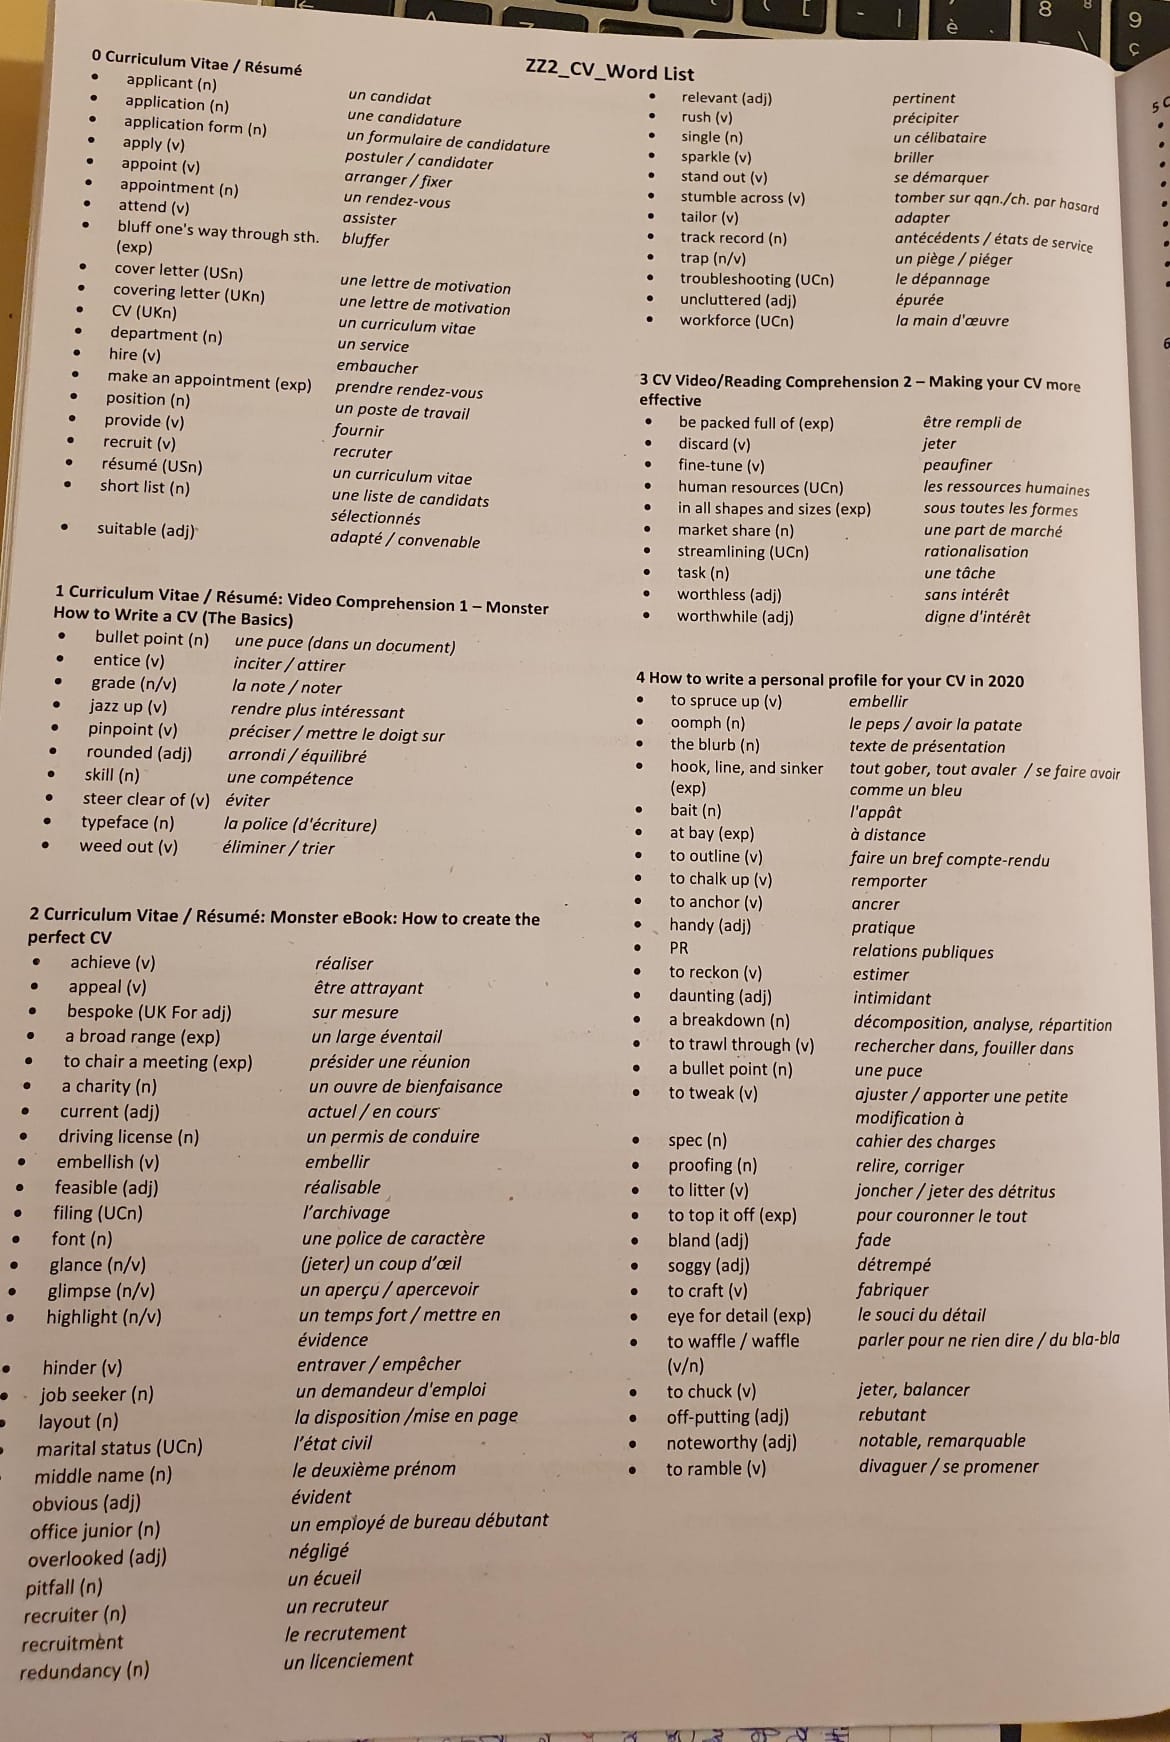 ZZ2_CV_Word List
0 Curriculum Vitae / Résumé
• applicant (n) un candidat
• application (n) une candidature
• application form (n) un formulaire de candidature
• apply (v) postuler / candidater
• appoint (v) arranger / fixer
• appointment (n) un rendez-vous
• attend (v) assister
• bluff one's way through sth. bluffer
(exp)
• cover letter (USn) une lettre de motivation
• covering letter (UKn) une lettre de motivation
• CV (UKn) un curriculum vitae
• department (n) un service
• hire (v) embaucher
• make an appointment (exp) prendre rendez-vous
• position (n) un poste de travail
• provide (v) fournir
• recruit (v) recruter
• résumé (USn) un curriculum vitae
• short list (n) une liste de candidats
sélectionnés
• suitable (adj) adapté / convenable
1 Curriculum Vitae / Résumé: Video Comprehension 1 – Monster
How to Write a CV (The Basics)
• bullet point (n) une puce (dans un document)
• entice (v) inciter / attirer
• grade (n/v) la note / noter
• jazz up (v) rendre plus intéressant
• pinpoint (v) préciser / mettre le doigt sur
• rounded (adj) arrondi / équilibré
• skill (n) une compétence
• steer clear of (v) éviter
• typeface (n) la police (d'écriture)
• weed out (v) éliminer / trier
2 Curriculum Vitae / Résumé: Monster eBook: How to create the
perfect CV
• achieve (v) réaliser
• appeal (v) être attrayant
• bespoke (UK For adj) sur mesure
• a broad range (exp) un large éventail
• to chair a meeting (exp) présider une réunion
• a charity (n) un ouvre de bienfaisance
• current (adj) actuel / en cours
• driving license (n) un permis de conduire
• embellish (v) embellir
• feasible (adj) réalisable
• filing (UCn) l'archivage
• font (n) une police de caractère
• glance (n/v) (jeter) un coup d'œil
• glimpse (n/v) un aperçu / apercevoir
• highlight (n/v) un temps fort / mettre en
évidence
• hinder (v) entraver / empêcher
• job seeker (n) un demandeur d'emploi
• layout (n) la disposition /mise en page
• marital status (UCn) l'état civil
middle name (n) le deuxième prénom
obvious (adj) évident
office junior (n) un employé de bureau débutant
overlooked (adj) négligé
pitfall (n) un écueil
recruiter (n) un recruteur
recruitment le recrutement
redundancy (n) un licenciement
• relevant (adj) pertinent
• rush (v) précipiter
• single (n) un célibataire
• sparkle (v) briller
• stand out (v) se démarquer
• stumble across (v) tomber sur qqn./ch. par hasard
• tailor (v) adapter
• track record (n) antécédents / états de service
• trap (n/v) un piège / piéger
• troubleshooting (UCn) le dépannage
• uncluttered (adj) épurée
• workforce (UCn) la main d'œuvre
3 CV Video/Reading Comprehension 2 – Making your CV more
effective
• be packed full of (exp) être rempli de
• discard (v) jeter
• fine-tune (v) peaufiner
• human resources (UCn) les ressources humaines
• in all shapes and sizes (exp) sous toutes les formes
• market share (n) une part de marché
• streamlining (UCn) rationalisation
• task (n) une tâche
• worthless (adj) sans intérêt
• worthwhile (adj) digne d'intérêt
4 How to write a personal profile for your CV in 2020
• to spruce up (v) embellir
• oomph (n) le peps / avoir la patate
• the blurb (n) texte de présentation
• hook, line, and sinker tout gober, tout avaler / se faire avoir
(exp) comme un bleu
• bait (n) l'appât
• at bay (exp) à distance
• to outline (v) faire un bref compte-rendu
• to chalk up (v) remporter
• to anchor (v) ancrer
• handy (adj) pratique
• PR relations publiques
• to reckon (v) estimer
• daunting (adj) intimidant
• a breakdown (n) décomposition, analyse, répartition
• to trawl through (v) rechercher dans, fouiller dans
• a bullet point (n) une puce
• to tweak (v) ajuster / apporter une petite
modification à
• spec (n) cahier des charges
• proofing (n) relire, corriger
• to litter (v) joncher / jeter des détritus
• to top it off (exp) pour couronner le tout
• bland (adj) fade
• soggy (adj) détrempé
• to craft (v) fabriquer
• eye for detail (exp) le souci du détail
• to waffle / waffle parler pour ne rien dire / du bla-bla
(v/n)
• to chuck (v) jeter, balancer
• off-putting (adj) rebutant
• noteworthy (adj) notable, remarquable
• to ramble (v) divaguer / se promener